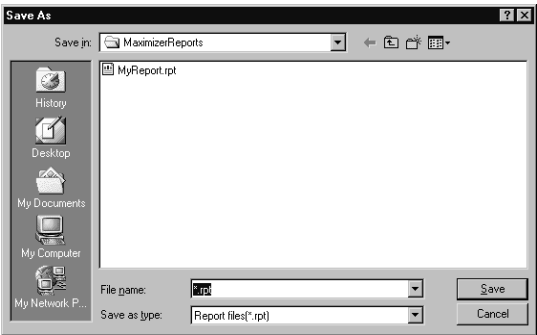 Save As
Save in:
MaximizerReports
MyReport.rpt
History
Desktop
My Documents
My Computer
My Network P...
File name:
*.rpt
Save
Save as type:
Report files(*.rpt)
Cancel